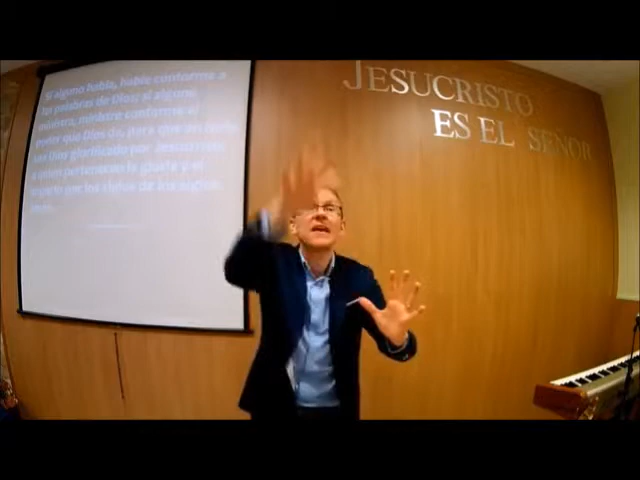 Si alguno habla, hable conforme a
las palabras de Dios; si alguno
ministra, ministre conforme al
poder que Dios da, para que en todo
sea Dios glorificado por Jesucristo,
a quien pertenecen la gloria y el
imperio por los siglos de los siglos.
JESUCRISTO
ES EL SEÑOR